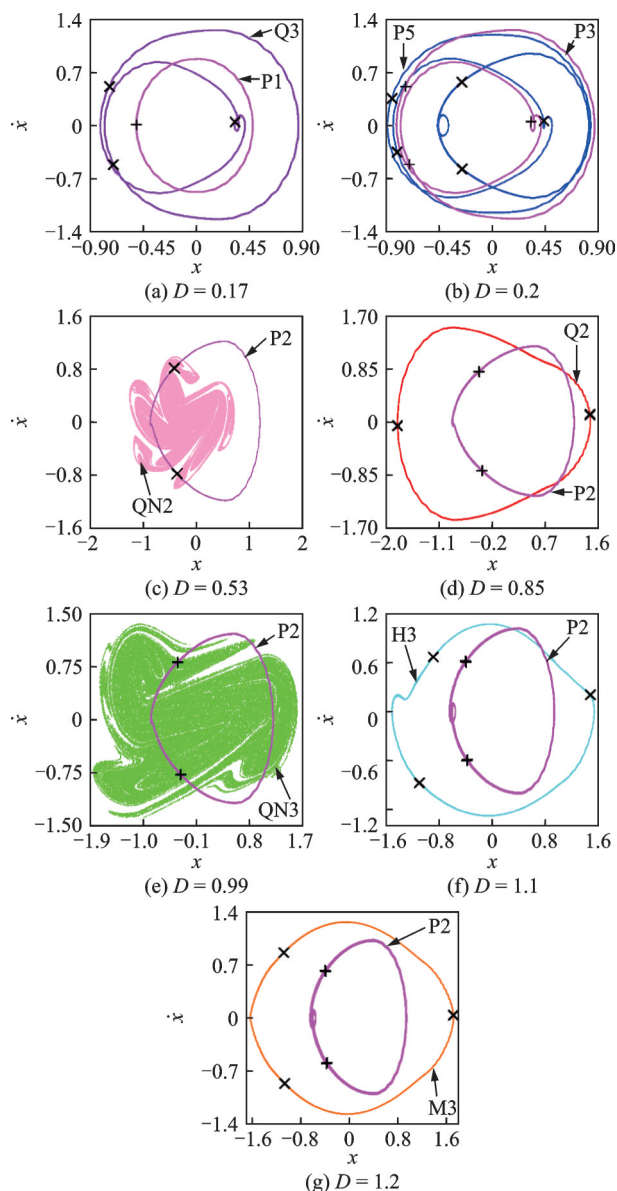 1.4
0.7
0
−0.7
−1.4
ẋ
Q3
P1
−0.90 −0.45 0 0.45 0.90
x
(a) D = 0.17
1.4
0.7
0
−0.7
−1.4
ẋ
P5
P3
−0.90 −0.45 0 0.45 0.90
x
(b) D = 0.2
1.6
0.8
0
−0.8
−1.6
ẋ
P2
QN2
−2 −1 0 1 2
x
(c) D = 0.53
1.70
0.85
0
−0.85
−1.70
ẋ
Q2
P2
−2.0 −1.1 −0.2 0.7 1.6
x
(d) D = 0.85
1.50
0.75
0
−0.75
−1.50
ẋ
P2
QN3
−1.9 −1.0 −0.1 0.8 1.7
x
(e) D = 0.99
1.2
0.6
0
−0.6
−1.2
ẋ
H3
P2
−1.6 −0.8 0 0.8 1.6
x
(f) D = 1.1
1.4
0.7
0
−0.7
−1.4
ẋ
P2
M3
−1.6 −0.8 0 0.8 1.6
x
(g) D = 1.2